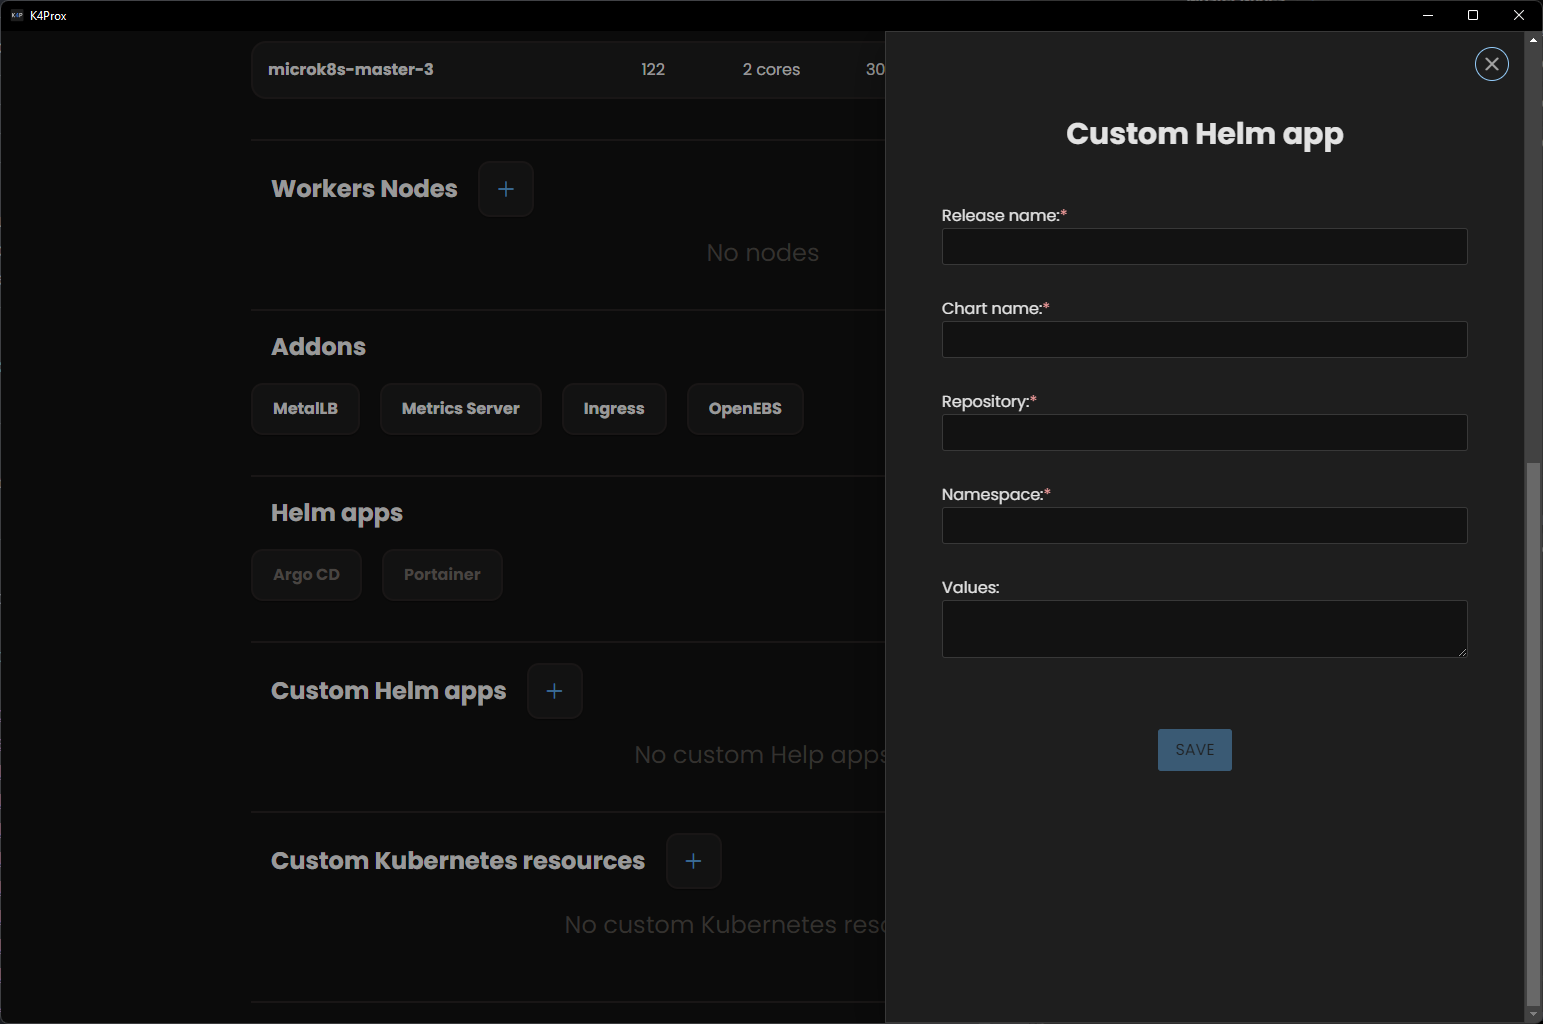 K4P K4Prox
microk8s-master-3 122 2 cores 30
Workers Nodes +
No nodes
Addons
MetalLB Metrics Server Ingress OpenEBS
Helm apps
Argo CD Portainer
Custom Helm apps +
No custom Help apps
Custom Kubernetes resources +
No custom Kubernetes reso
Custom Helm app
Release name:*
Chart name:*
Repository:*
Namespace:*
Values:
SAVE